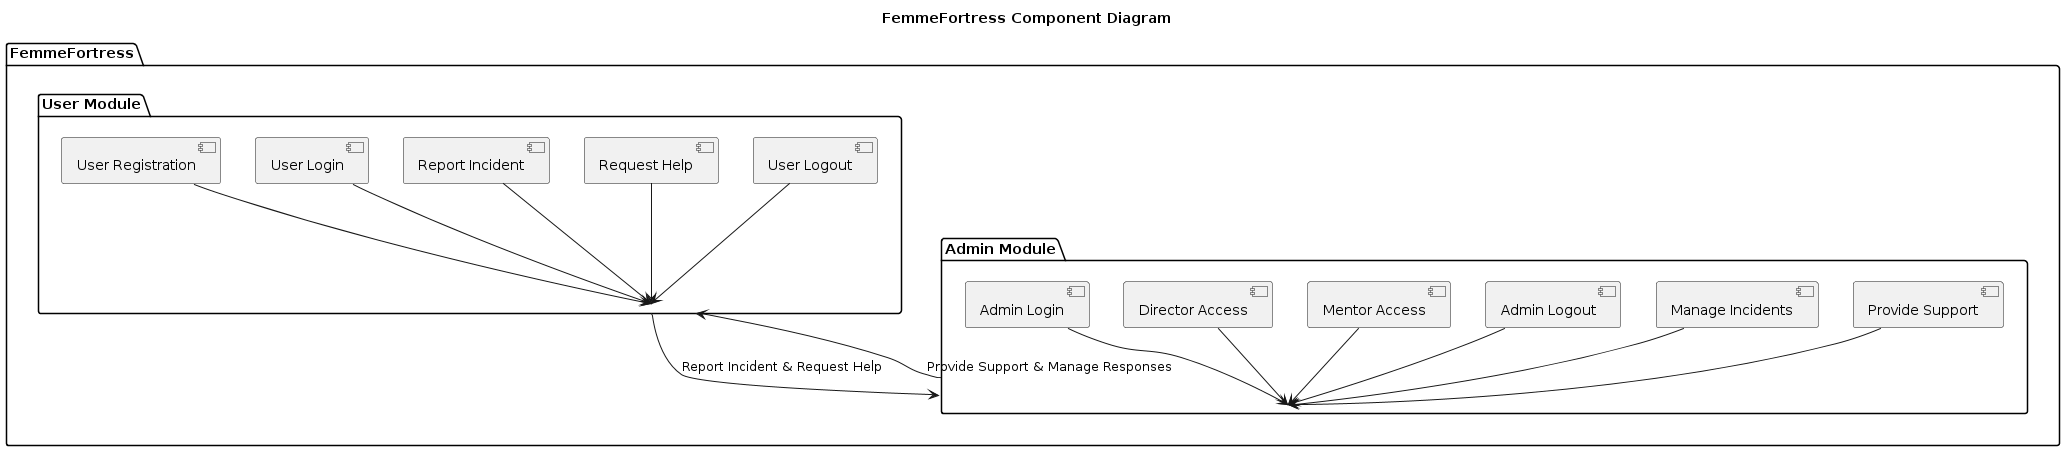 FemmeFortress Component Diagram
FemmeFortress
User Module
User Registration
User Login
Report Incident
Request Help
User Logout
Admin Module
Admin Login
Director Access
Mentor Access
Admin Logout
Manage Incidents
Provide Support
Report Incident & Request Help
Provide Support & Manage Responses